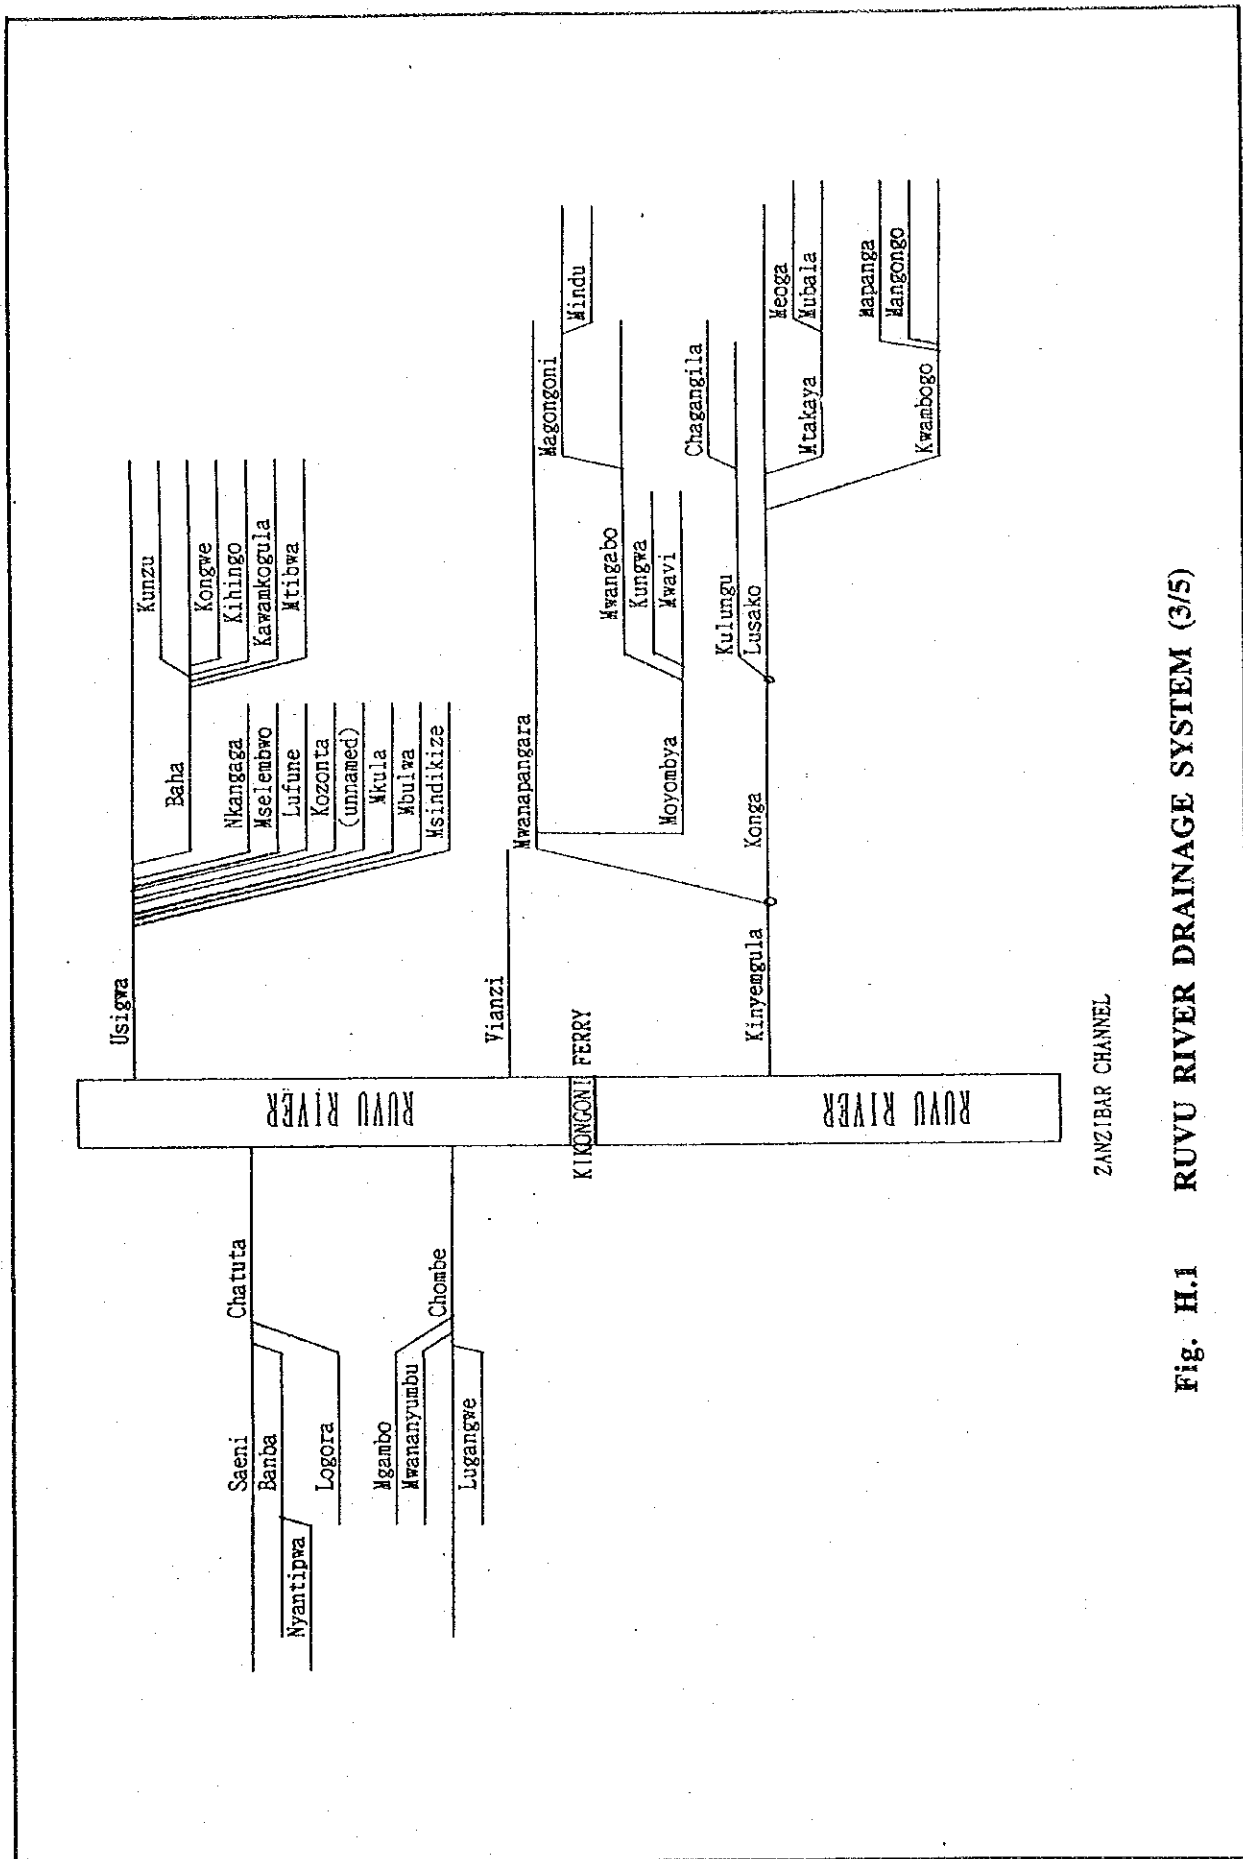 Saeni
Chatuta
Banba
Nyantipwa
Logora
Mgambo
Mwananyumbu
Chombe
Lugangwe
RUVU RIVER
KIKONGONI FERRY
RUVU RIVER
ZANZIBAR CHANNEL
Usigwa
Kunzu
Baha
Kongwe
Kihingo
Kawamkogula
Mtibwa
Nkangaga
Mselembwo
Lufune
Kozonta
(unnamed)
Mkula
Mbulwa
Msindikize
Vianzi
Mwanapangara
Magongoni
Mindu
Mwangabo
Kungwa
Mwavi
Moyombya
Chagangila
Kulungu
Kinyemgula
Konga
Lusako
Meoga
Mubala
Mtakaya
Mapanga
Mangongo
Kwambogo
Fig. H.1 RUVU RIVER DRAINAGE SYSTEM (3/5)